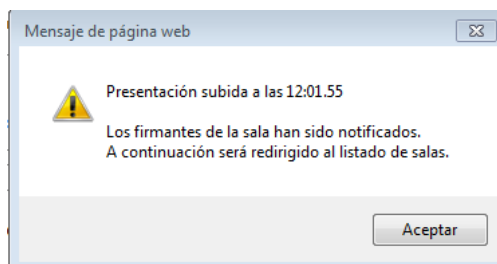 Mensaje de página web
Presentación subida a las 12:01.55
Los firmantes de la sala han sido notificados.
A continuación será redirigido al listado de salas.
Aceptar